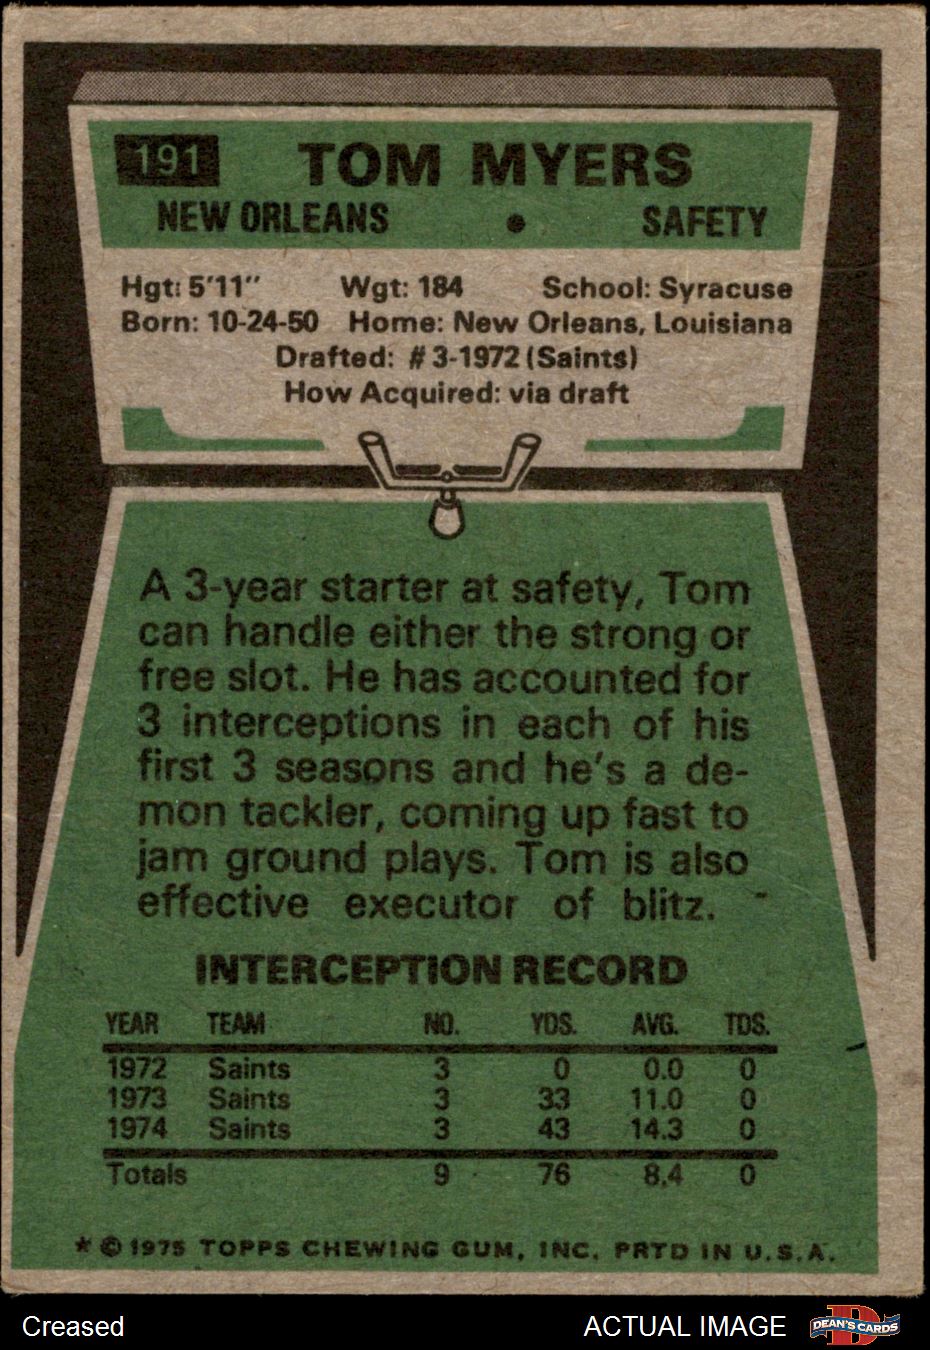 191 TOM MYERS
NEW ORLEANS • SAFETY
Hgt: 5'11" Wgt: 184 School: Syracuse
Born: 10-24-50 Home: New Orleans, Louisiana
Drafted: #3-1972 (Saints)
How Acquired: via draft
A 3-year starter at safety, Tom
can handle either the strong or
free slot. He has accounted for
3 interceptions in each of his
first 3 seasons and he's a de-
mon tackler, coming up fast to
jam ground plays. Tom is also
effective executor of blitz.
INTERCEPTION RECORD
YEAR TEAM NO. YDS. AVG. TDS.
1972 Saints 3 0 0.0 0
1973 Saints 3 33 11.0 0
1974 Saints 3 43 14.3 0
Totals 9 76 8.4 0
* © 1975 TOPPS CHEWING GUM, INC. PRTD IN U.S.A.
Creased ACTUAL IMAGE D DEAN'S CARDS